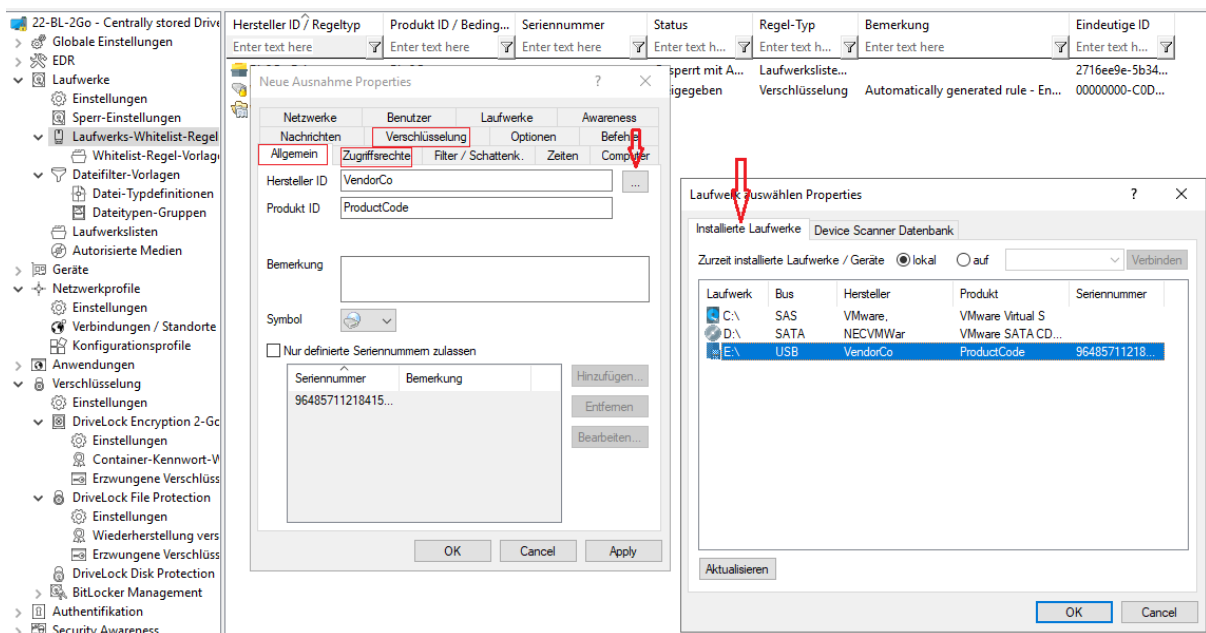 22-BL-2Go - Centrally stored Drive
Globale Einstellungen
EDR
Laufwerke
Einstellungen
Sperr-Einstellungen
Laufwerks-Whitelist-Regel
Whitelist-Regel-Vorlag
Dateifilter-Vorlagen
Datei-Typdefinitionen
Dateitypen-Gruppen
Laufwerkslisten
Autorisierte Medien
Geräte
Netzwerkprofile
Einstellungen
Verbindungen / Standorte
Konfigurationsprofile
Anwendungen
Verschlüsselung
Einstellungen
DriveLock Encryption 2-Go
Einstellungen
Container-Kennwort-W
Erzwungene Verschlüss
DriveLock File Protection
Einstellungen
Wiederherstellung vers
Erzwungene Verschlüss
DriveLock Disk Protection
BitLocker Management
Authentifikation
Security Awareness
Hersteller ID / Regeltyp Produkt ID / Beding... Seriennummer Status Regel-Typ Bemerkung Eindeutige ID
Enter text here Enter text here Enter text here Enter text h... Enter text h... Enter text here Enter text h...
sperrt mit A... Laufwerksliste... 2716ee9e-5b34...
eigegeben Verschlüsselung Automatically generated rule - En... 00000000-C0D...
Neue Ausnahme Properties ? ×
Netzwerke Benutzer Laufwerke Awareness
Nachrichten Verschlüsselung Optionen Befehle
Allgemein Zugriffsrechte Filter / Schattenk. Zeiten Computer
Hersteller ID VendorCo ...
Produkt ID ProductCode
Bemerkung
Symbol
Nur definierte Seriennummern zulassen
Seriennummer Bemerkung Hinzufügen...
96485711218415...
Entfernen
Bearbeiten...
OK Cancel Apply
Laufwerk auswählen Properties ? ×
Installierte Laufwerke Device Scanner Datenbank
Zurzeit installierte Laufwerke / Geräte lokal auf Verbinden
Laufwerk Bus Hersteller Produkt Seriennummer
C:\ SAS VMware, VMware Virtual S
D:\ SATA NECVMWar VMware SATA CD...
E:\ USB VendorCo ProductCode 96485711218...
Aktualisieren
OK Cancel